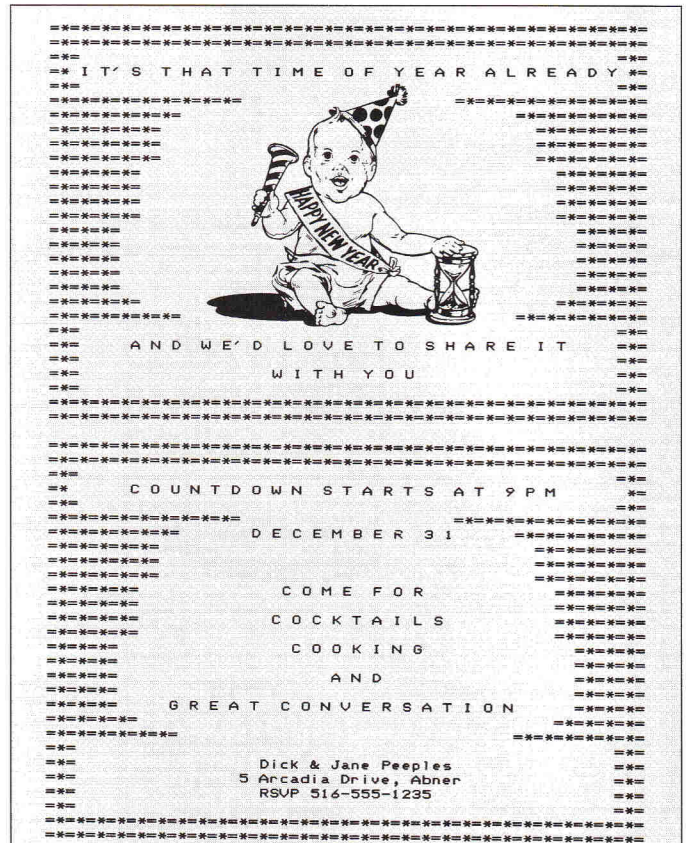 IT'S THAT TIME OF YEAR ALREADY
HAPPY NEW YEAR
AND WE'D LOVE TO SHARE IT
WITH YOU
COUNTDOWN STARTS AT 9PM
DECEMBER 31
COME FOR
COCKTAILS
COOKING
AND
GREAT CONVERSATION
Dick & Jane Peeples
5 Arcadia Drive, Abner
RSVP 516-555-1235